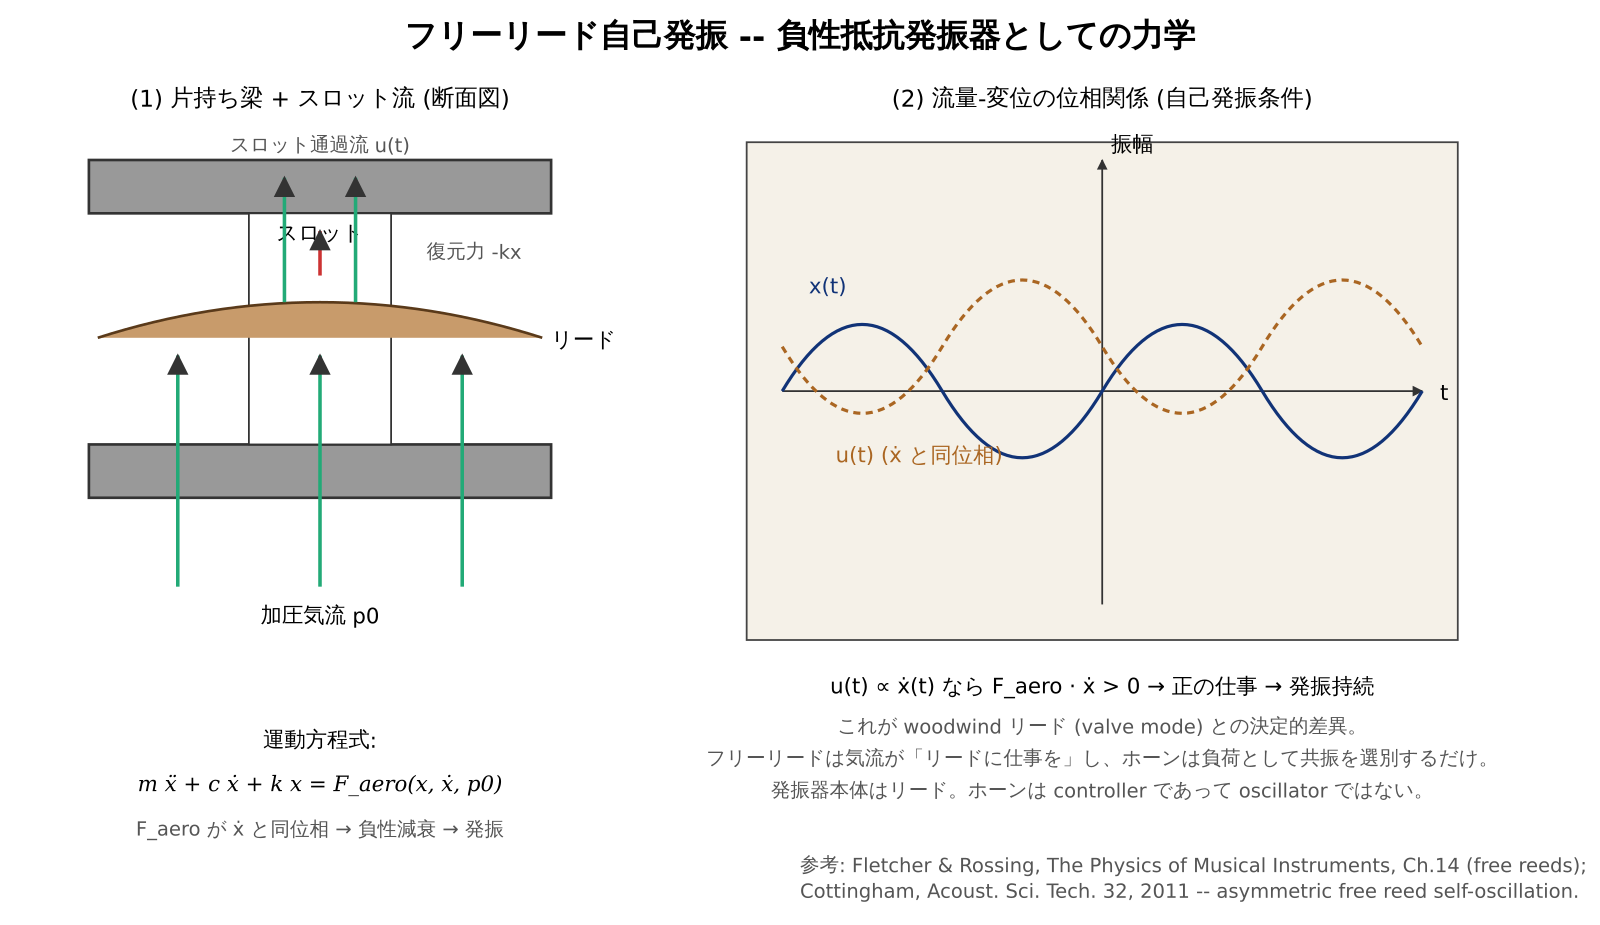 フリーリード自己発振 -- 負性抵抗発振器としての力学
(1) 片持ち梁 + スロット流 (断面図)
スロット通過流 u(t)
スロット
復元力 -kx
リード
加圧気流 p0
運動方程式:
m ẍ + c ẋ + k x = F_aero(x, ẋ, p0)
F_aero が ẋ と同位相 → 負性減衰 → 発振
(2) 流量-変位の位相関係 (自己発振条件)
振幅
x(t)
t
u(t) (ẋ と同位相)
u(t) ∝ ẋ(t) なら F_aero · ẋ > 0 → 正の仕事 → 発振持続
これが woodwind リード (valve mode) との決定的差異。
フリーリードは気流が「リードに仕事を」し、ホーンは負荷として共振を選別するだけ。
発振器本体はリード。ホーンは controller であって oscillator ではない。
参考: Fletcher & Rossing, The Physics of Musical Instruments, Ch.14 (free reeds);
Cottingham, Acoust. Sci. Tech. 32, 2011 -- asymmetric free reed self-oscillation.